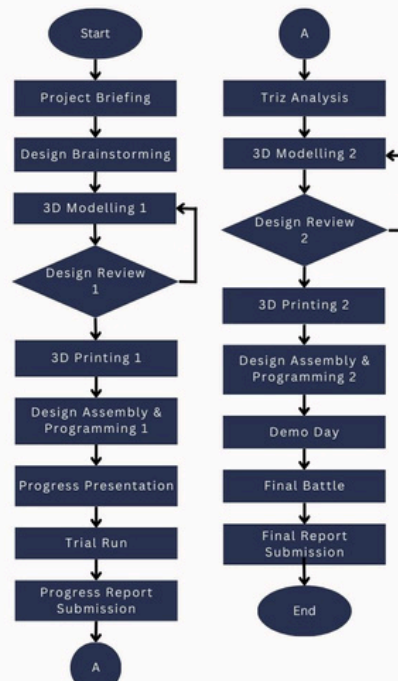 Start
Project Briefing
Design Brainstorming
3D Modelling 1
Design Review
1
3D Printing 1
Design Assembly &
Programming 1
Progress Presentation
Trial Run
Progress Report
Submission
A
A
Triz Analysis
3D Modelling 2
Design Review
2
3D Printing 2
Design Assembly &
Programming 2
Demo Day
Final Battle
Final Report
Submission
End